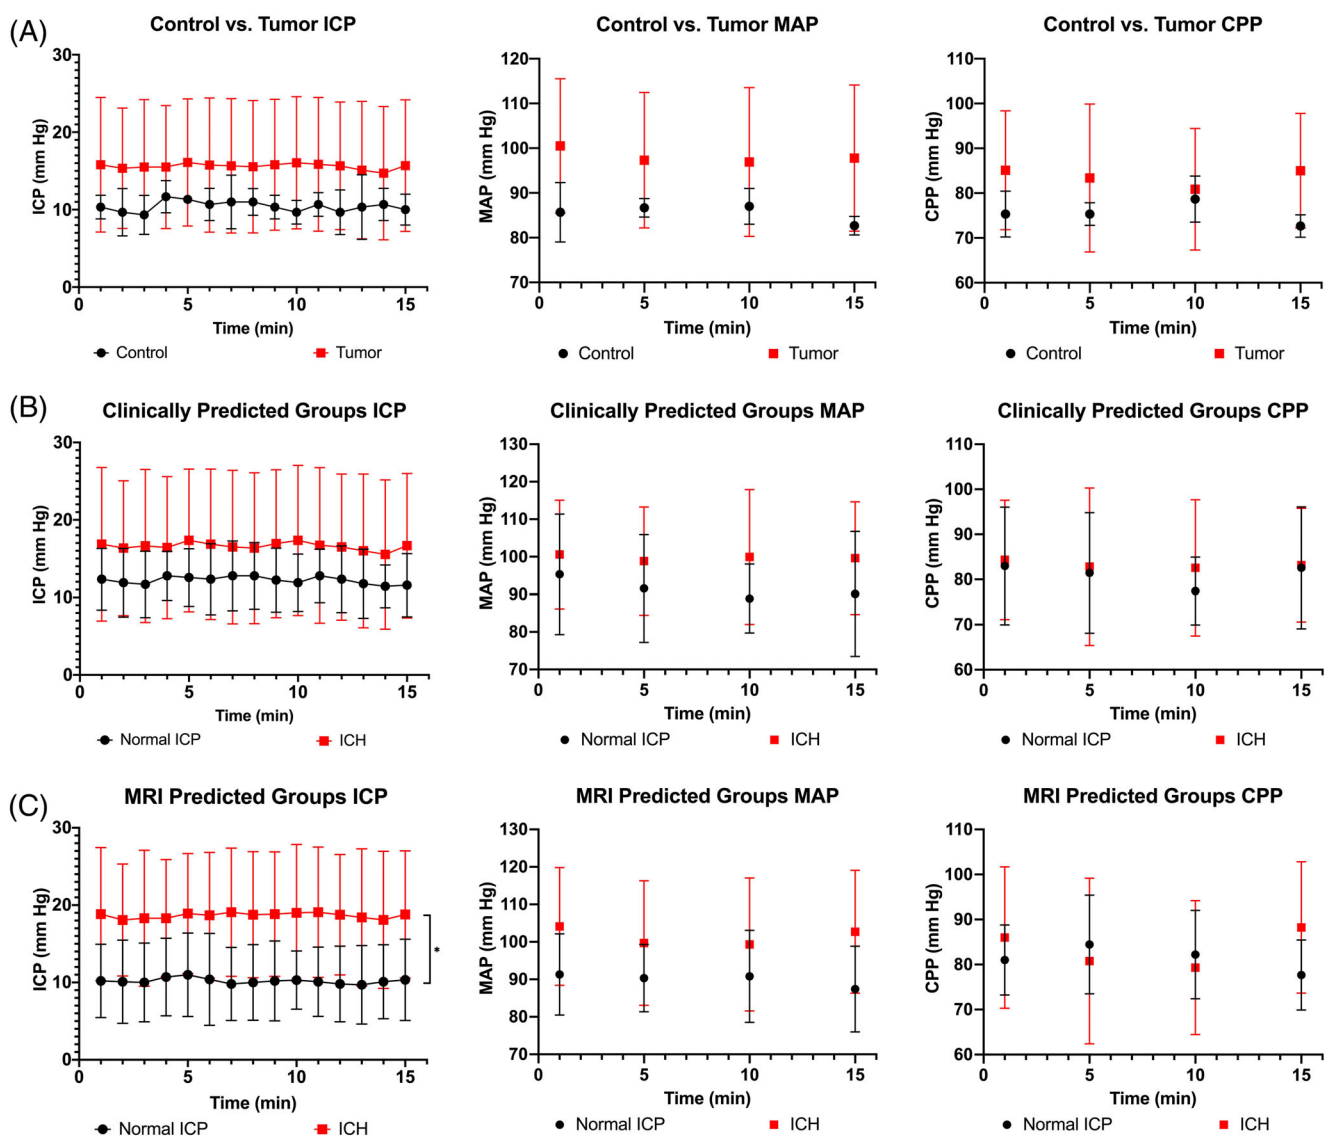 (A)
Control vs. Tumor ICP
30
20
10
0
ICP (mm Hg)
5
10
15
Time (min)
Control
Tumor
Control vs. Tumor MAP
120
110
100
90
80
70
MAP (mm Hg)
0
5
10
15
Time (min)
Control
Tumor
Control vs. Tumor CPP
110
100
90
80
70
60
CPP (mm Hg)
0
5
10
15
Time (min)
Control
Tumor
(B)
Clinically Predicted Groups ICP
30
20
10
0
ICP (mm Hg)
5
10
15
Time (min)
Normal ICP
ICH
Clinically Predicted Groups MAP
130
120
110
100
90
80
70
MAP (mm Hg)
0
5
10
15
Time (min)
Normal ICP
ICH
Clinically Predicted Groups CPP
110
100
90
80
70
60
CPP (mm Hg)
0
5
10
15
Time (min)
Normal ICP
ICH
(C)
MRI Predicted Groups ICP
30
20
10
0
ICP (mm Hg)
*
5
10
15
Time (min)
Normal ICP
ICH
MRI Predicted Groups MAP
130
120
110
100
90
80
70
MAP (mm Hg)
0
5
10
15
Time (min)
Normal ICP
ICH
MRI Predicted Groups CPP
110
100
90
80
70
60
CPP (mm Hg)
0
5
10
15
Time (min)
Normal ICP
ICH